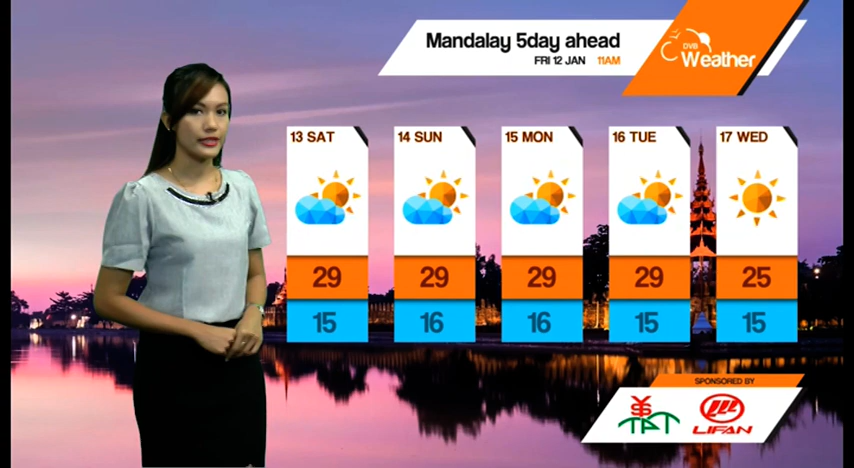 Mandalay 5day ahead
FRI 12 JAN 11AM
DVB
Weather
13 SAT
14 SUN
15 MON
16 TUE
17 WED
29
29
29
29
25
15
16
16
15
15
SPONSORED BY
LIFAN